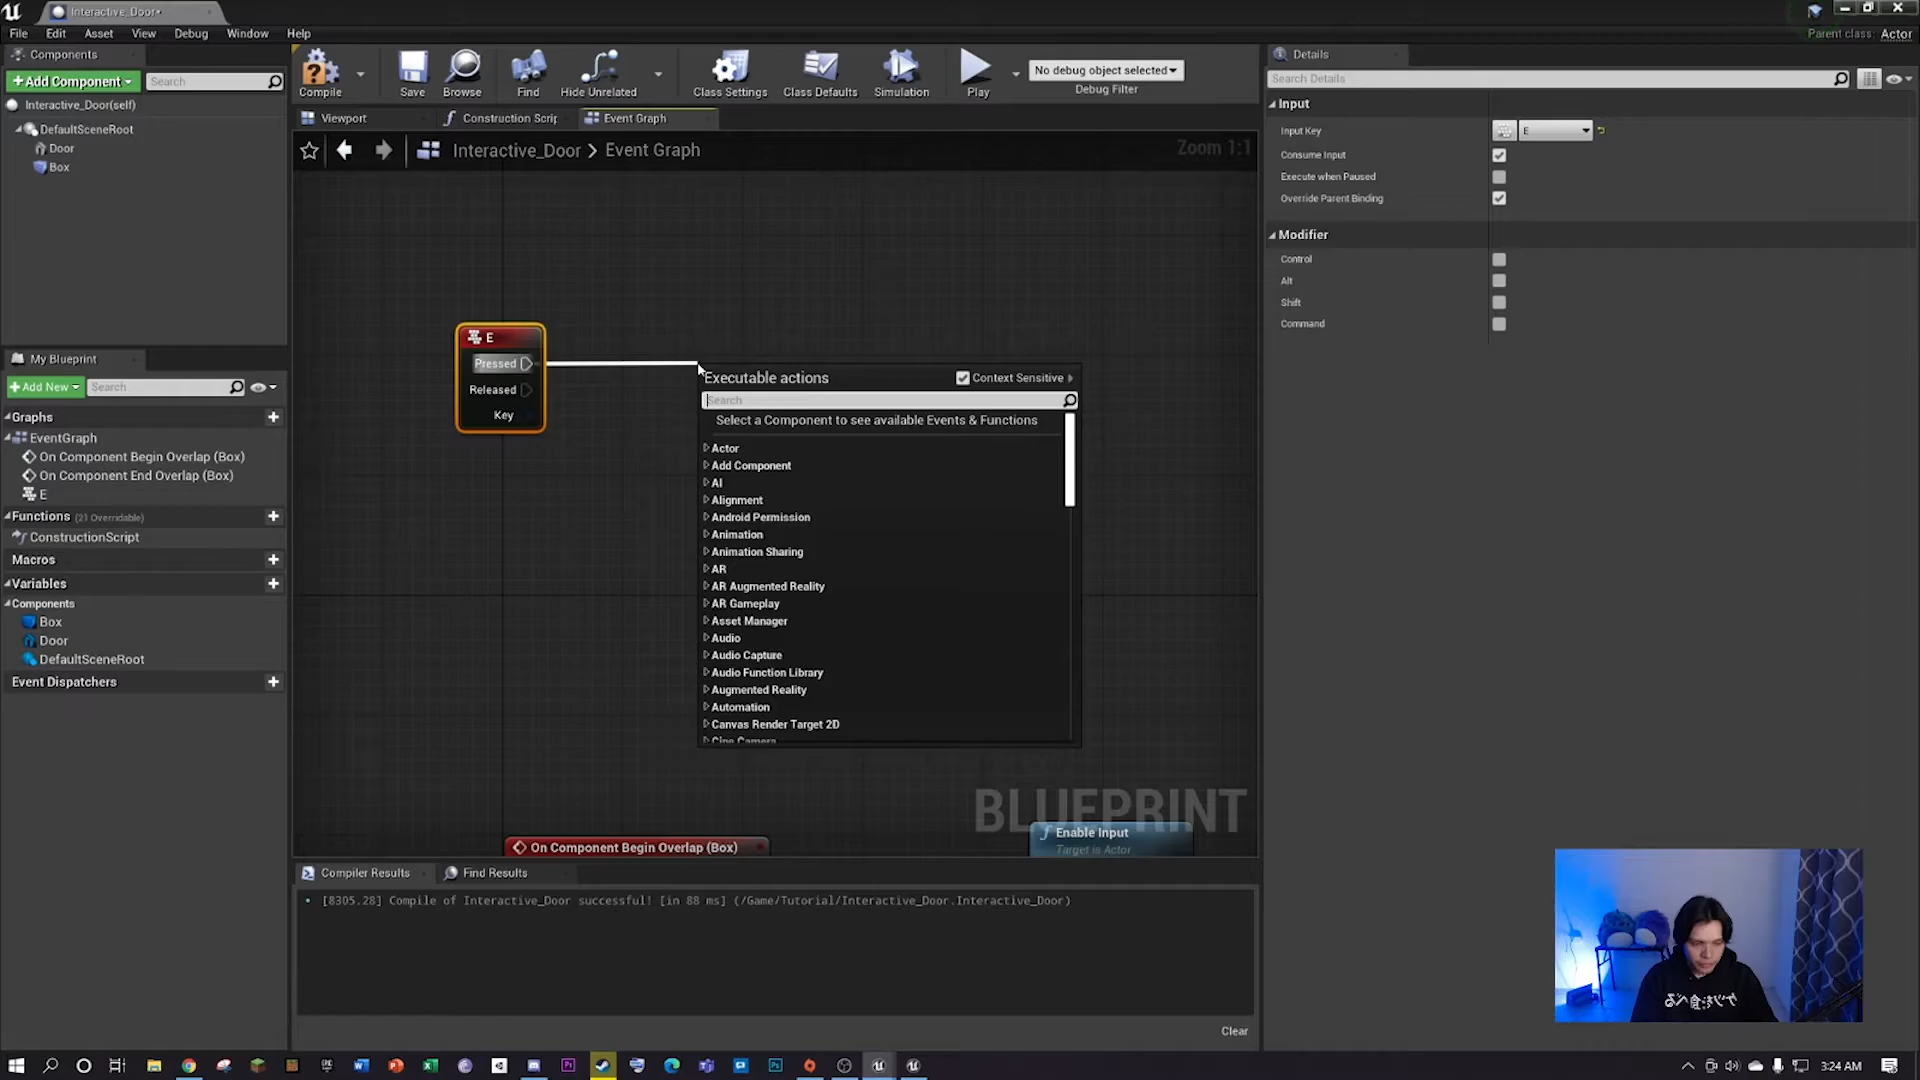 Interactive_Door*
File Edit Asset View Debug Window Help
Parent class: Actor
Components
+Add Component
Search
Interactive_Door(self)
DefaultSceneRoot
Door
Box
Compile
Save
Browse
Find
Hide Unrelated
Class Settings
Class Defaults
Simulation
Play
No debug object selected
Debug Filter
Viewport
Construction Scrip
Event Graph
Interactive_Door > Event Graph
Zoom 1:1
E
Pressed
Released
Key
Executable actions
Context Sensitive
Search
Select a Component to see available Events & Functions
Actor
Add Component
AI
Alignment
Android Permission
Animation
Animation Sharing
AR
AR Augmented Reality
AR Gameplay
Asset Manager
Audio
Audio Capture
Audio Function Library
Augmented Reality
Automation
Canvas Render Target 2D
Cine Camera
BLUEPRINT
On Component Begin Overlap (Box)
Enable Input
Target is Actor
My Blueprint
+Add New
Search
Graphs
EventGraph
On Component Begin Overlap (Box)
On Component End Overlap (Box)
E
Functions (21 Overridable)
ConstructionScript
Macros
Variables
Components
Box
Door
DefaultSceneRoot
Event Dispatchers
Compiler Results
Find Results
[8305.28] Compile of Interactive_Door successful! [in 88 ms] (/Game/Tutorial/Interactive_Door.Interactive_Door)
Clear
Details
Search Details
Input
Input Key E
Consume Input
Execute when Paused
Override Parent Binding
Modifier
Control
Alt
Shift
Command
3:24 AM